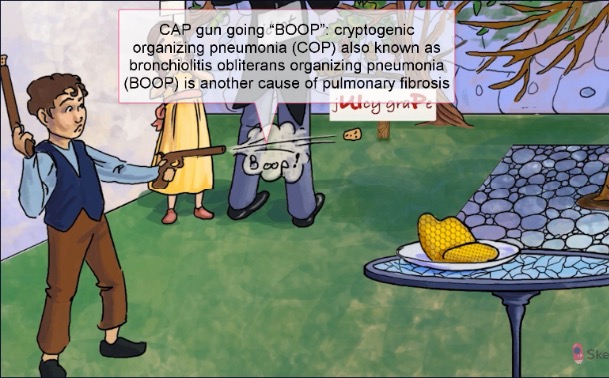 CAP gun going “BOOP”: cryptogenic
organizing pneumonia (COP) also known as
bronchiolitis obliterans organizing pneumonia
(BOOP) is another cause of pulmonary fibrosis
jUIcy graPe
Boop!
Ske